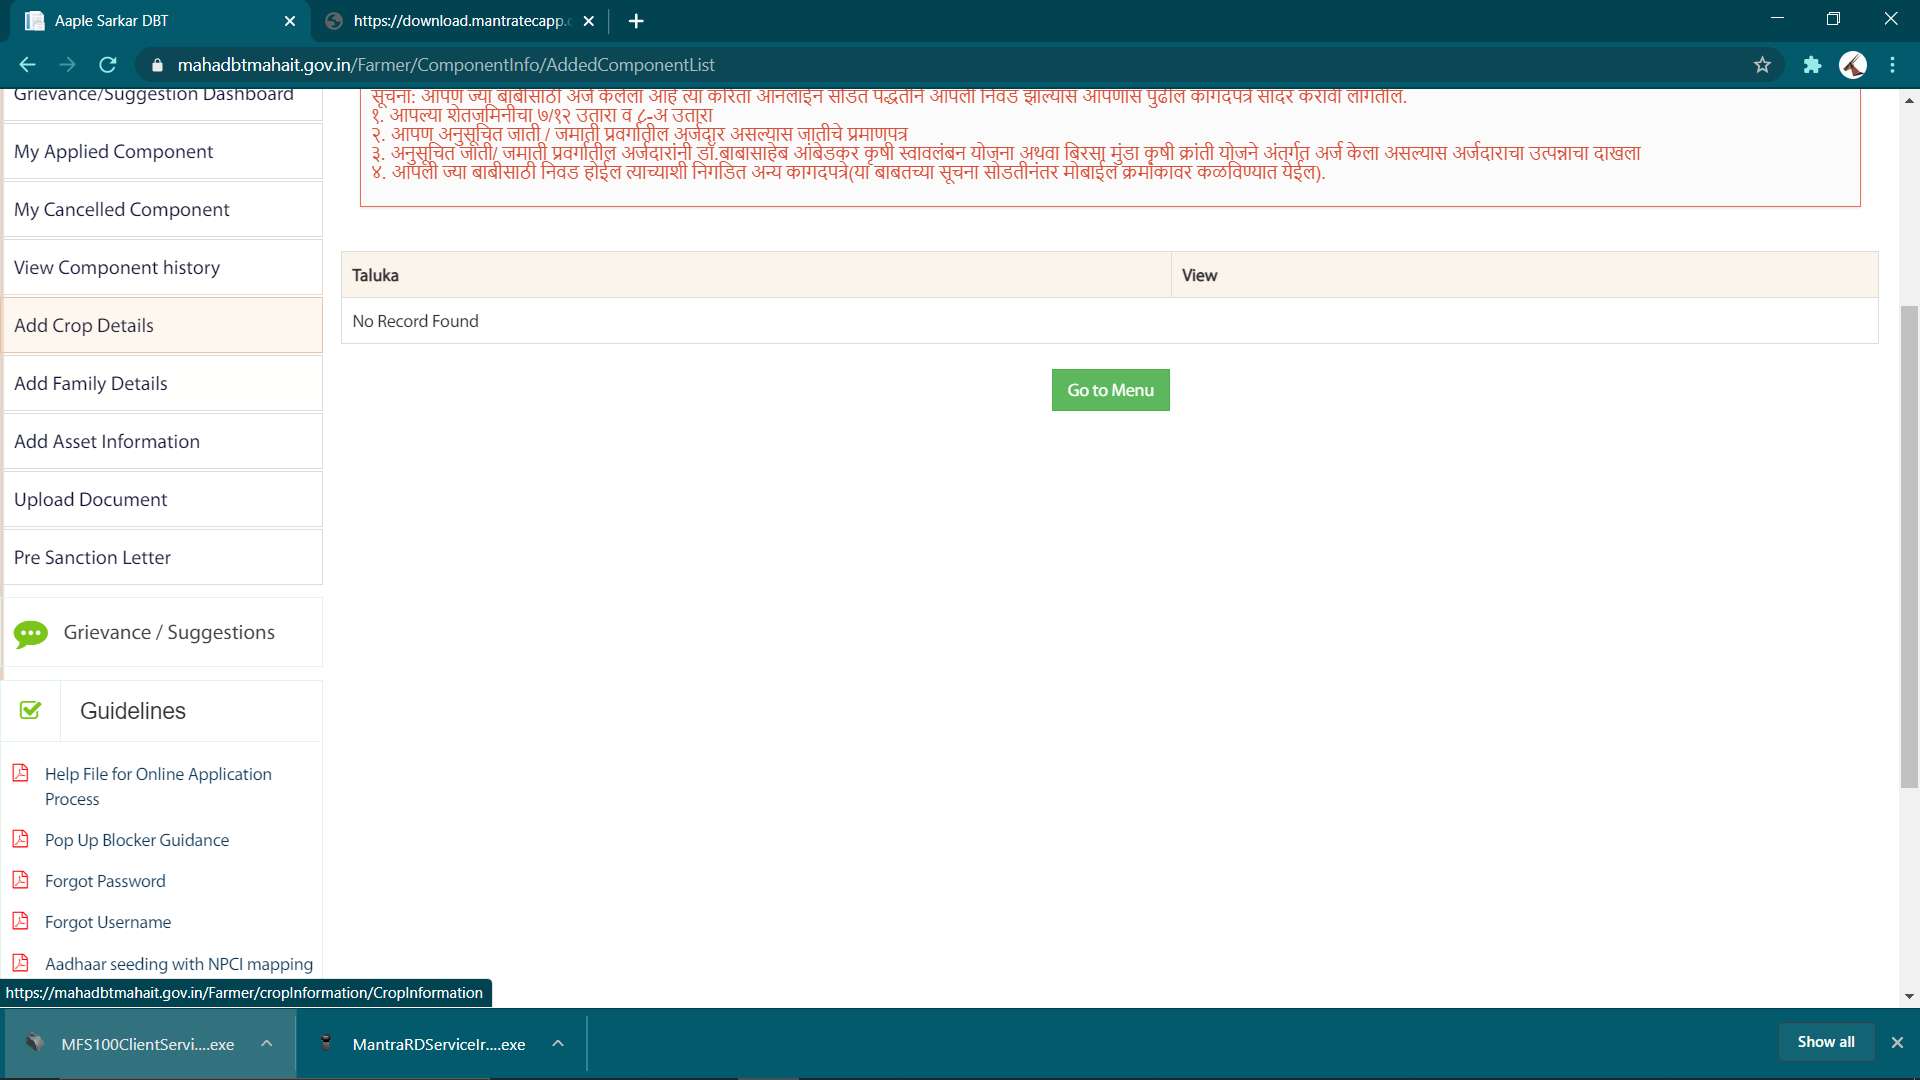 Aaple Sarkar DBT
https://download.mantratecapp.c
mahadbtmahait.gov.in/Farmer/ComponentInfo/AddedComponentList
Grievance/Suggestion Dashboard
My Applied Component
My Cancelled Component
View Component history
Add Crop Details
Add Family Details
Add Asset Information
Upload Document
Pre Sanction Letter
Grievance / Suggestions
Guidelines
Help File for Online Application
Process
Pop Up Blocker Guidance
Forgot Password
Forgot Username
Aadhaar seeding with NPCI mapping
https://mahadbtmahait.gov.in/Farmer/cropInformation/CropInformation
सूचना: आपण ज्या बाबींसाठी अर्ज केलेला आहे त्या करिता ऑनलाईन सोडत पद्धतीने आपली निवड झाल्यास आपणास पुढील कागदपत्रे सादर करावी लागतील.
१. आपल्या शेतजमिनीचा ७/१२ उतारा व ८-अ उतारा
२. आपण अनुसूचित जाती / जमाती प्रवर्गातील अर्जदार असल्यास जातीचे प्रमाणपत्र
३. अनुसूचित जाती/ जमाती प्रवर्गातील अर्जदारांनी डॉ.बाबासाहेब आंबेडकर कृषी स्वावलंबन योजना अथवा बिरसा मुंडा कृषी क्रांती योजने अंतर्गत अर्ज केला असल्यास अर्जदाराचा उत्पन्नाचा दाखला
४. आपली ज्या बाबींसाठी निवड होईल त्याच्याशी निगडित अन्य कागदपत्रे(या बाबतच्या सूचना सोडतीनंतर मोबाईल क्रमांकावर कळविण्यात येईल).
Taluka
View
No Record Found
Go to Menu
MFS100ClientServi....exe
MantraRDServiceIr....exe
Show all